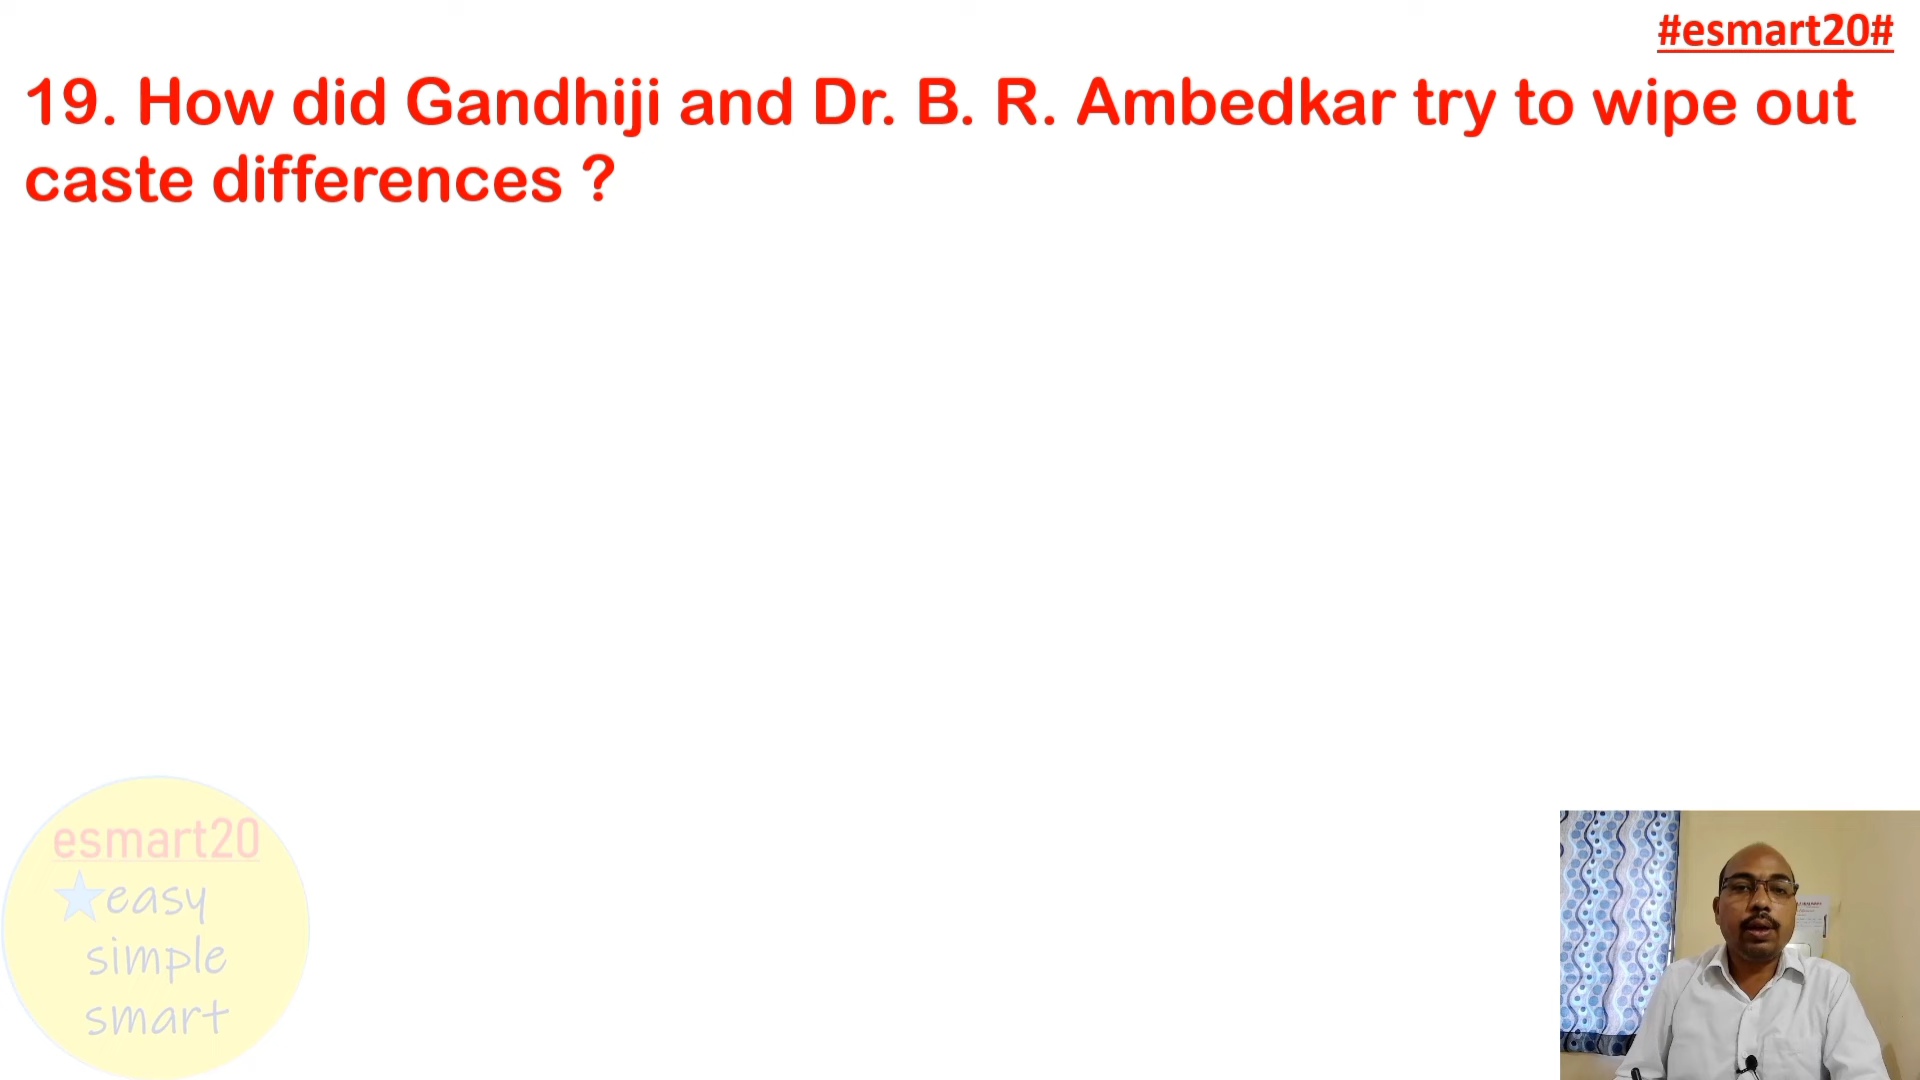 #esmart20#
19. How did Gandhiji and Dr. B. R. Ambedkar try to wipe out
caste differences ?
esmart20
easy
simple
smart